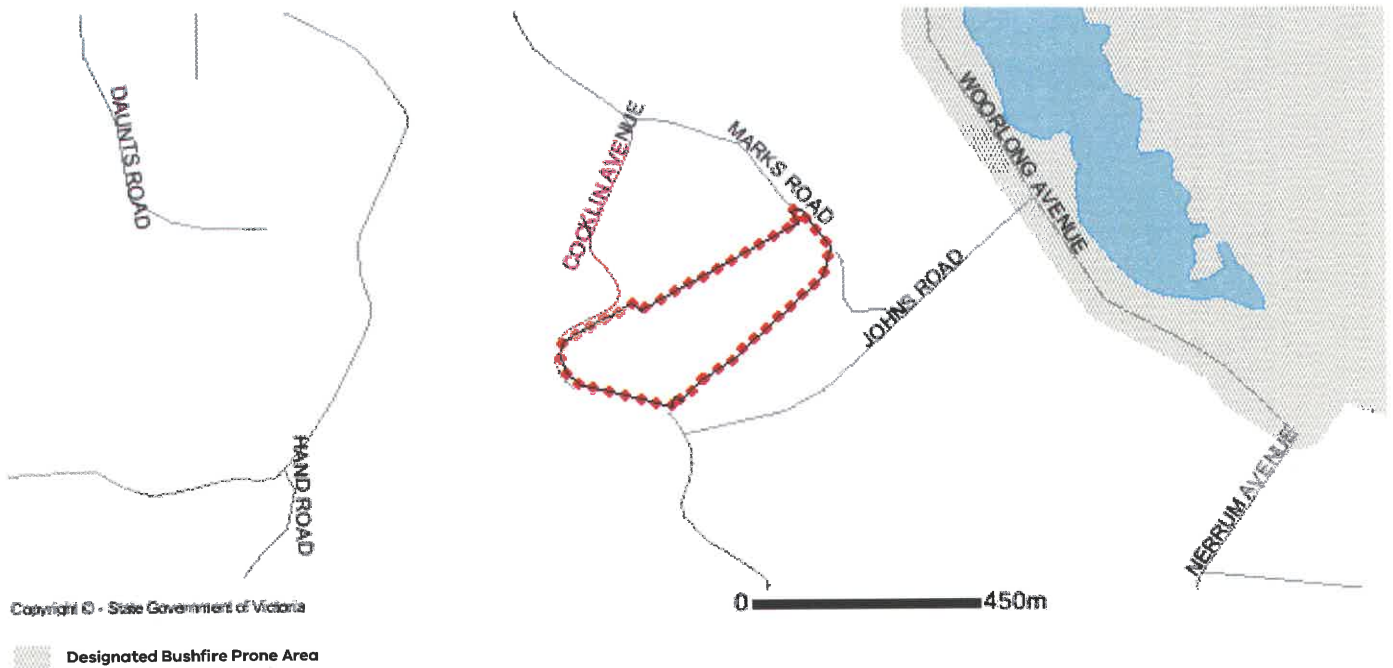 DAUNTS ROAD
COCKLIN AVENUE
MARKS ROAD
WOORLONG AVENUE
JOHNS ROAD
HAND ROAD
NERRUM AVENUE
0 450m
Copyright © - State Government of Victoria
Designated Bushfire Prone Area